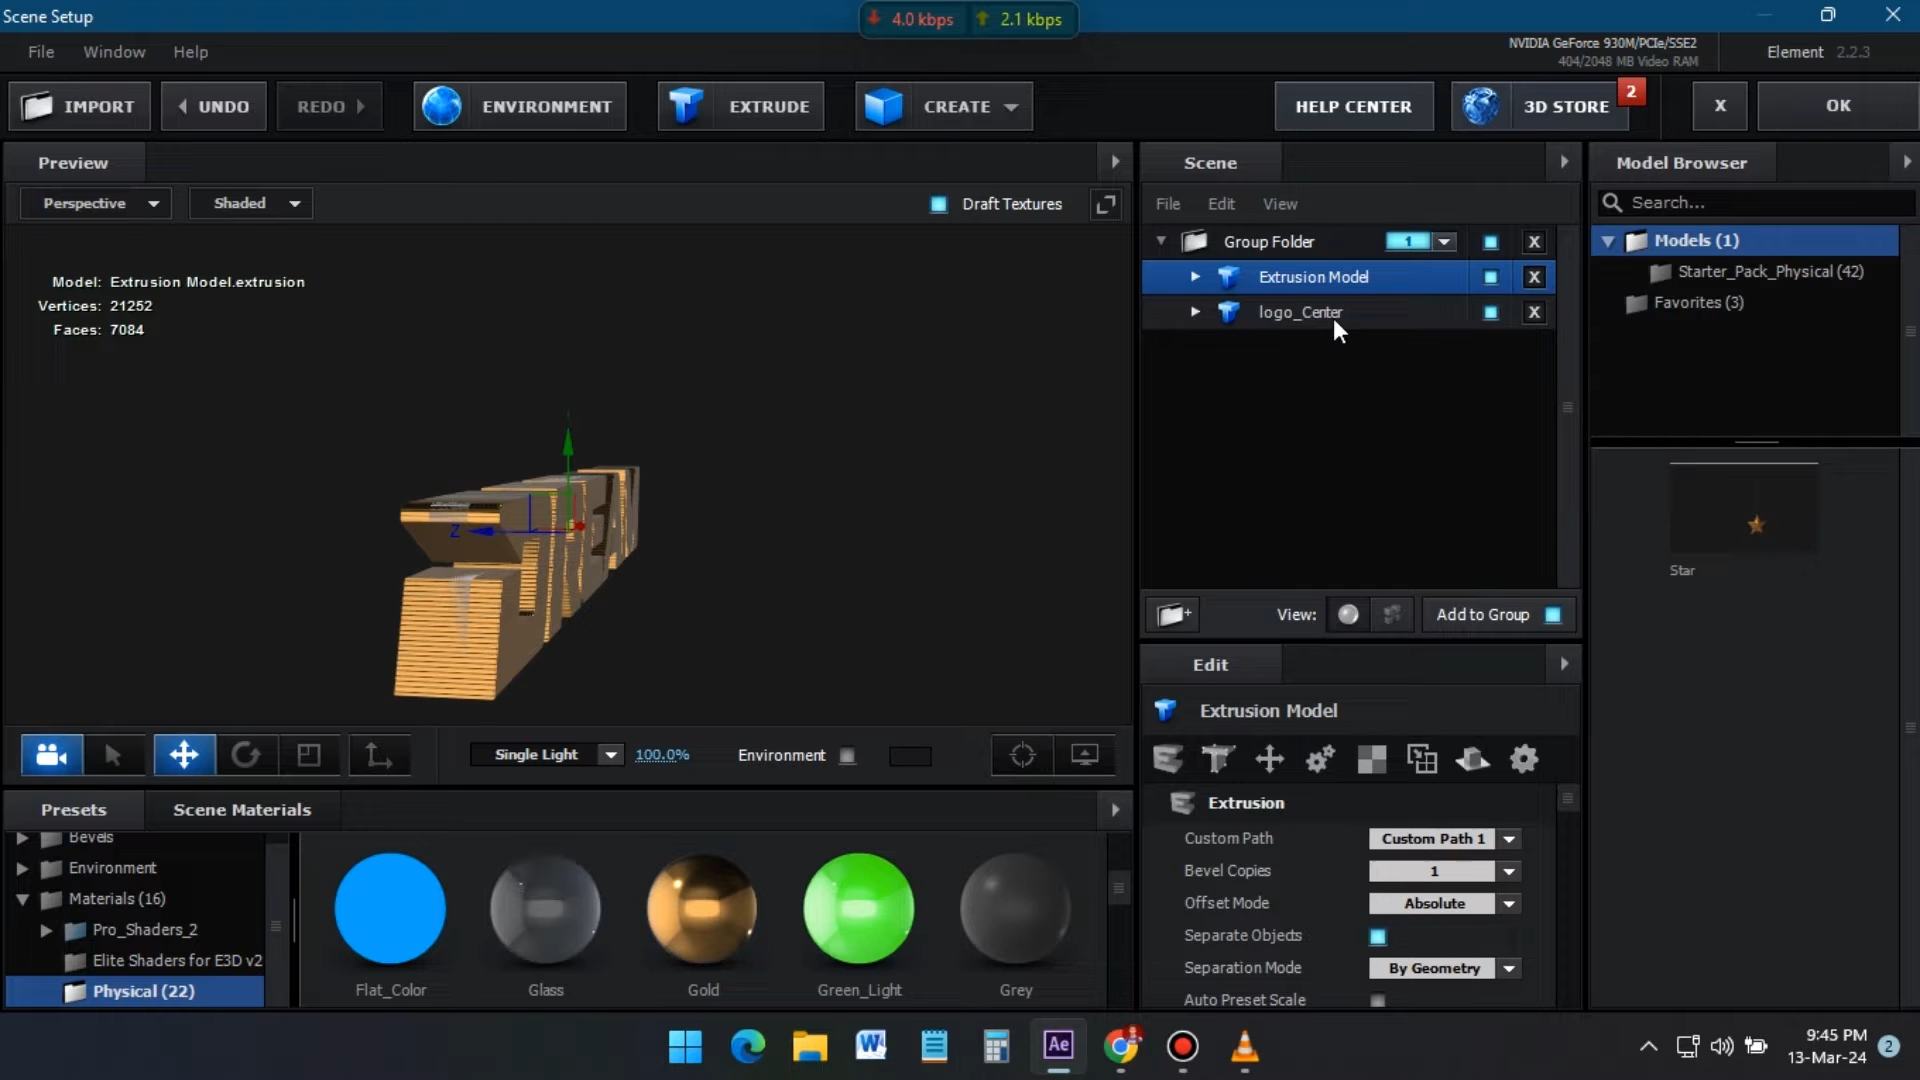 Scene Setup
4.0 kbps 2.1 kbps
File Window Help
NVIDIA GeForce 930M/PCIe/SSE2
404/2048 MB Video RAM
Element 2.2.3
IMPORT UNDO REDO ENVIRONMENT EXTRUDE CREATE HELP CENTER 3D STORE 2 X OK
Preview
Perspective Shaded Draft Textures
Model: Extrusion Model.extrusion
Vertices: 21252
Faces: 7084
Z
Single Light 100.0% Environment
Scene
File Edit View
Group Folder 1 X
Extrusion Model X
logo_Center X
View: Add to Group
Model Browser
Search...
Models (1)
Starter_Pack_Physical (42)
Favorites (3)
Star
Edit
Extrusion Model
Extrusion
Custom Path Custom Path 1
Bevel Copies 1
Offset Mode Absolute
Separate Objects
Separation Mode By Geometry
Auto Preset Scale
Presets Scene Materials
Bevels
Environment
Materials (16)
Pro_Shaders_2
Elite Shaders for E3D v2
Physical (22)
Flat_Color Glass Gold Green_Light Grey
W Ae
9:45 PM
13-Mar-24 2